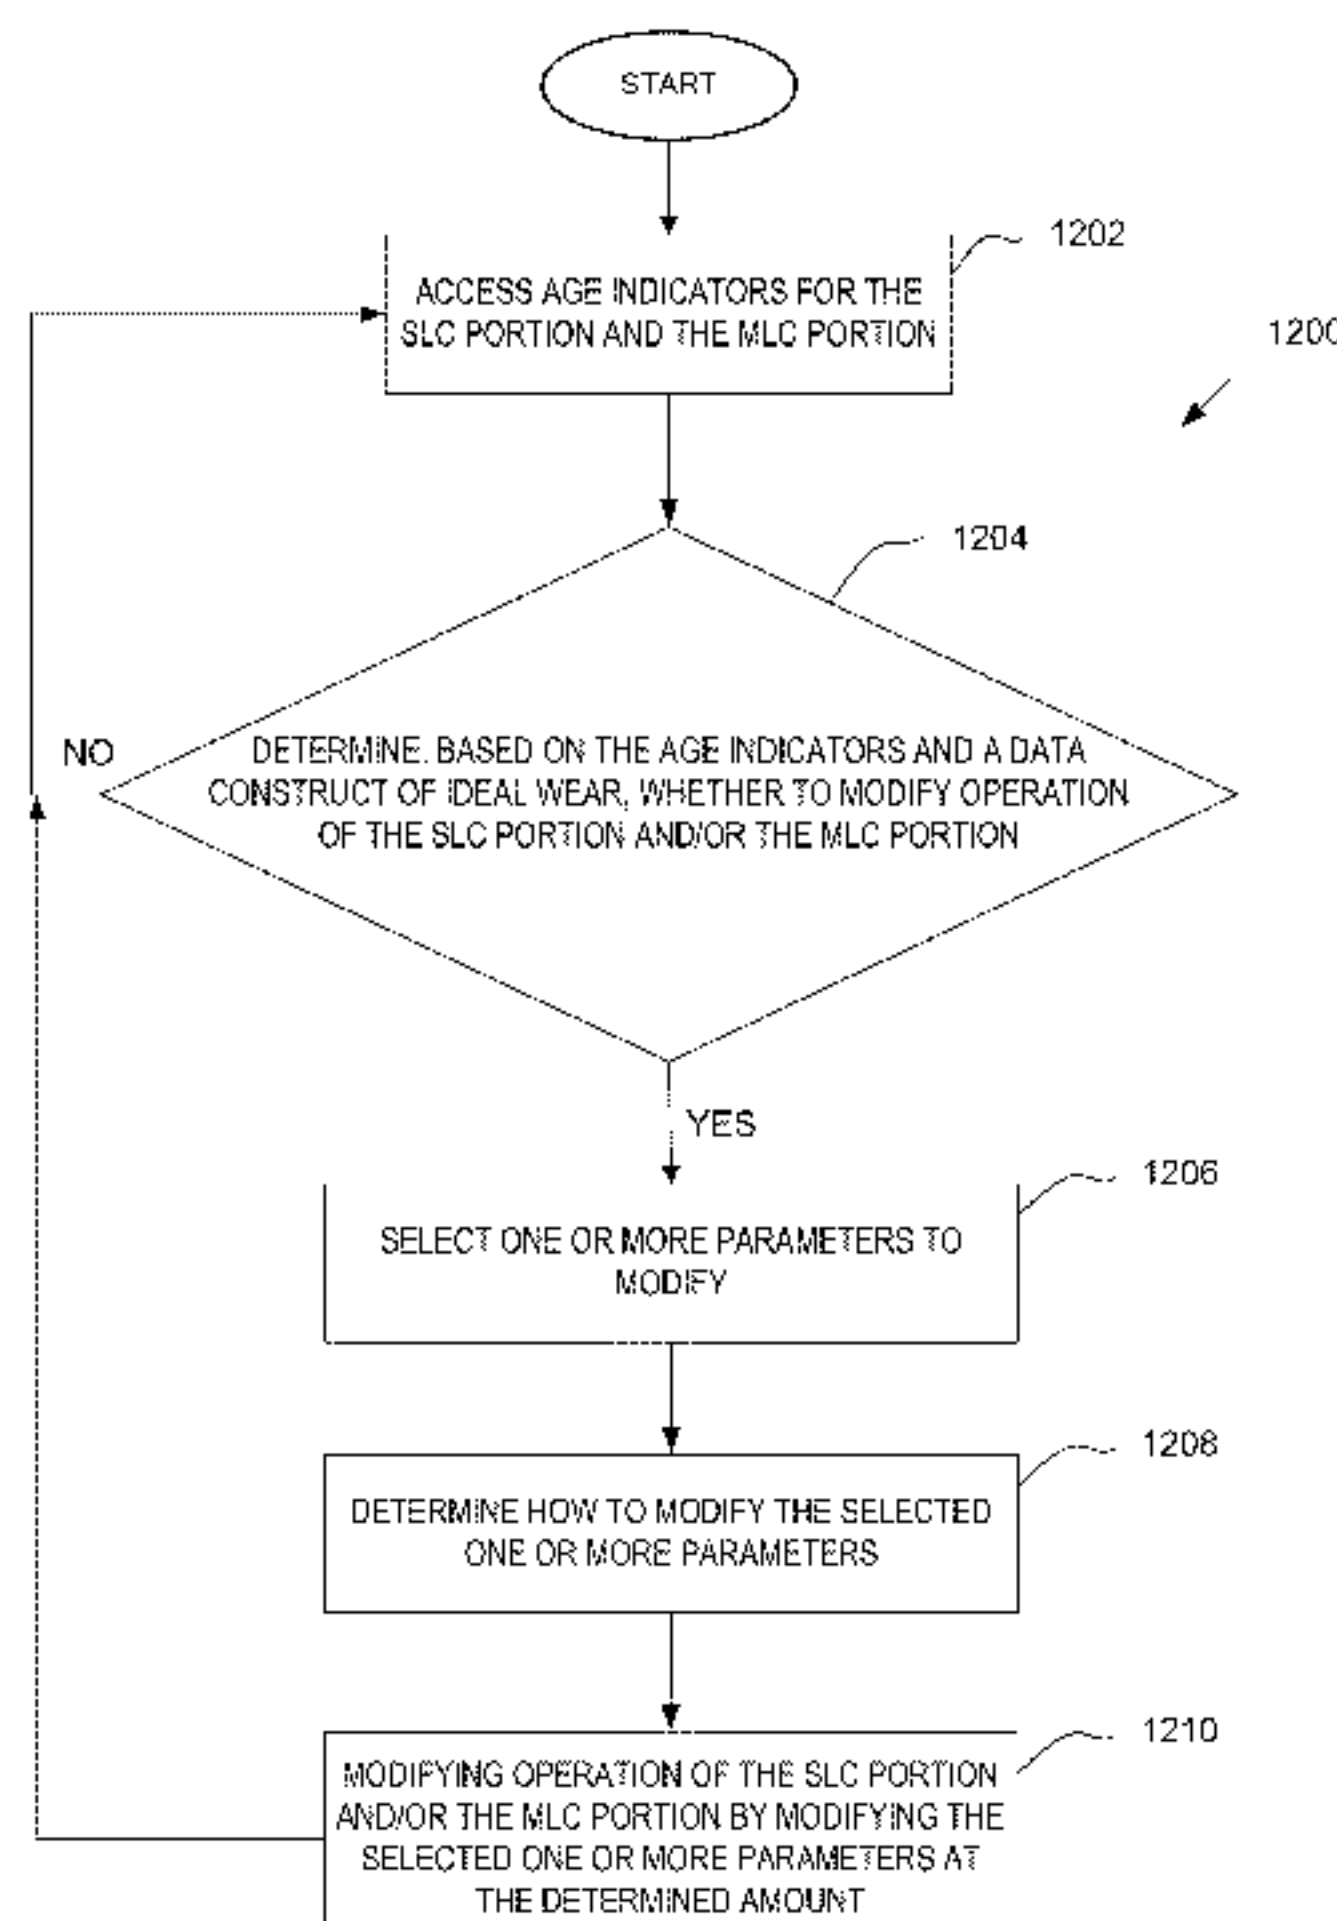 START
1202
ACCESS AGE INDICATORS FOR THE
SLC PORTION AND THE MLC PORTION
1200
1204
NO
DETERMINE. BASED ON THE AGE INDICATORS AND A DATA
CONSTRUCT OF IDEAL WEAR, WHETHER TO MODIFY OPERATION
OF THE SLC PORTION AND/OR THE MLC PORTION
YES
1206
SELECT ONE OR MORE PARAMETERS TO
MODIFY
1208
DETERMINE HOW TO MODIFY THE SELECTED
ONE OR MORE PARAMETERS
1210
MODIFYING OPERATION OF THE SLC PORTION
AND/OR THE MLC PORTION BY MODIFYING THE
SELECTED ONE OR MORE PARAMETERS AT
THE DETERMINED AMOUNT